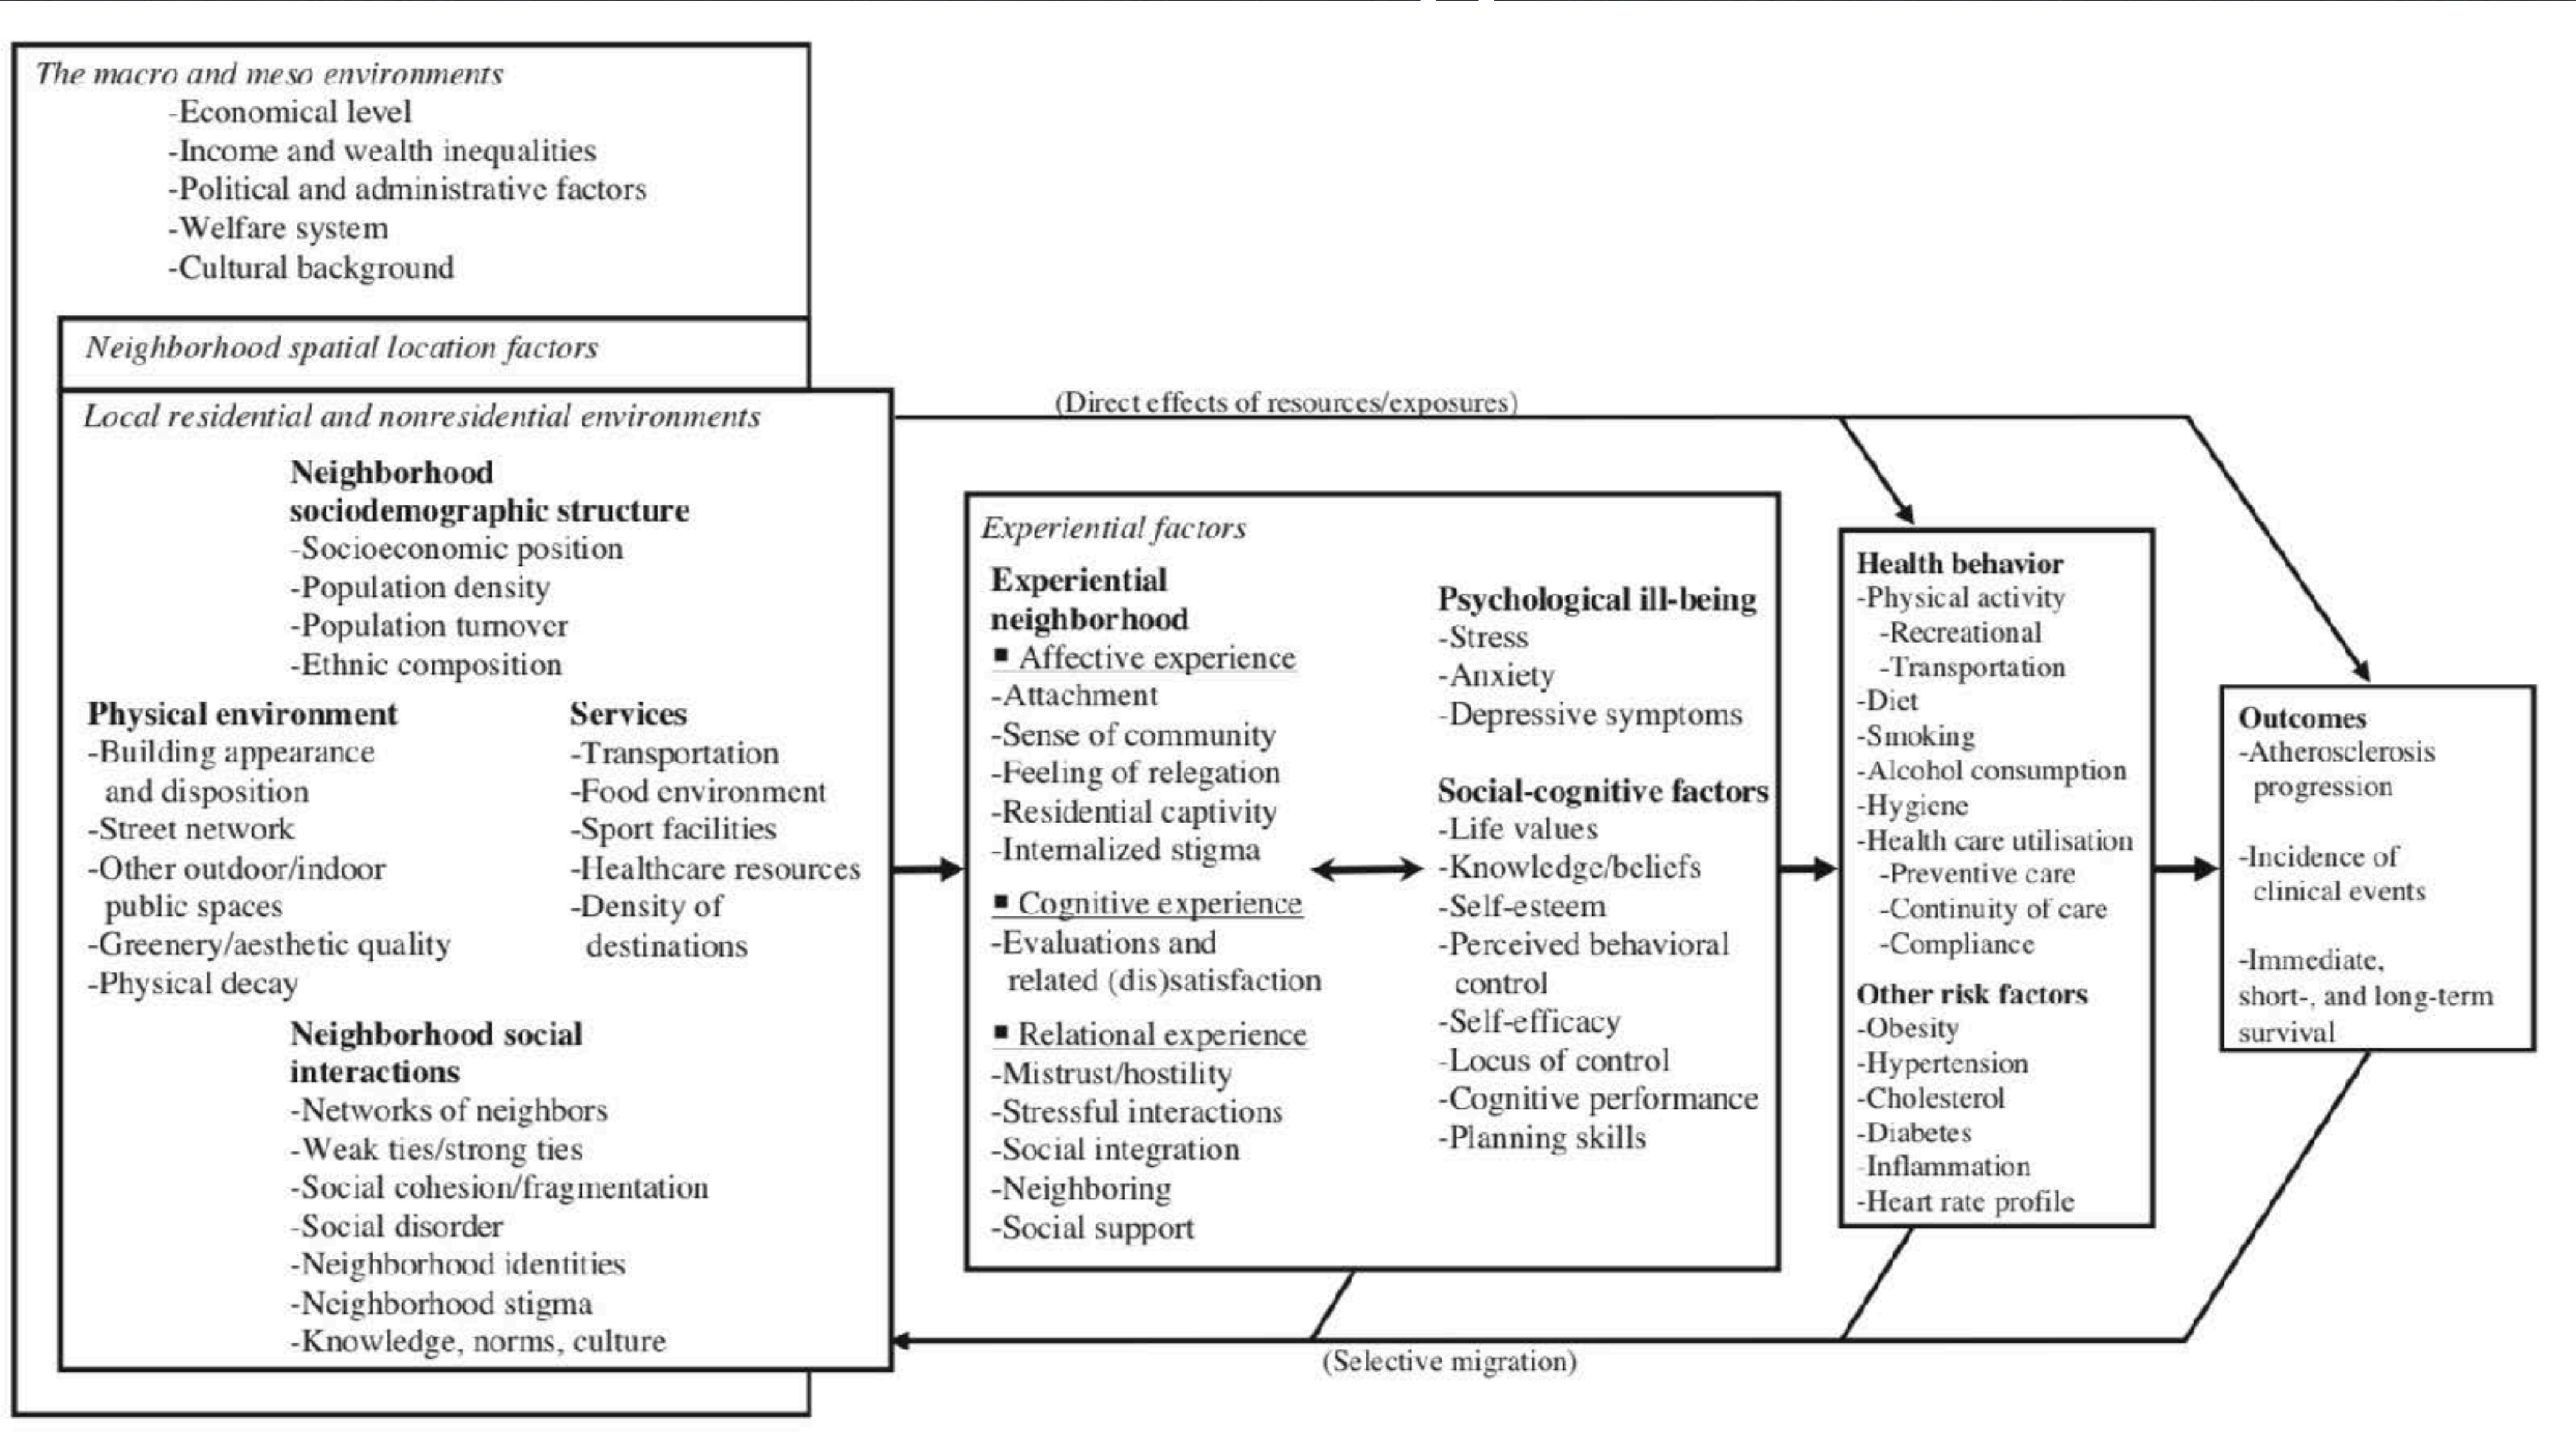 The macro and meso environments
-Economical level
-Income and wealth inequalities
-Political and administrative factors
-Welfare system
-Cultural background
Neighborhood spatial location factors
Local residential and nonresidential environments
Neighborhood
sociodemographic structure
-Socioeconomic position
-Population density
-Population turnover
-Ethnic composition
Physical environment
-Building appearance
and disposition
-Street network
-Other outdoor/indoor
public spaces
-Greenery/aesthetic quality
-Physical decay
Services
-Transportation
-Food environment
-Sport facilities
-Healthcare resources
-Density of
destinations
Neighborhood social
interactions
-Networks of neighbors
-Weak ties/strong ties
-Social cohesion/fragmentation
-Social disorder
-Neighborhood identities
-Neighborhood stigma
-Knowledge, norms, culture
(Direct effects of resources/exposures)
Experiential factors
Experiential
neighborhood
▪ Affective experience
-Attachment
-Sense of community
-Feeling of relegation
-Residential captivity
-Internalized stigma
▪ Cognitive experience
-Evaluations and
related (dis)satisfaction
▪ Relational experience
-Mistrust/hostility
-Stressful interactions
-Social integration
-Neighboring
-Social support
Psychological ill-being
-Stress
-Anxiety
-Depressive symptoms
Social-cognitive factors
-Life values
-Knowledge/beliefs
-Self-esteem
-Perceived behavioral
control
-Self-efficacy
-Locus of control
-Cognitive performance
-Planning skills
Health behavior
-Physical activity
-Recreational
-Transportation
-Diet
-Smoking
-Alcohol consumption
-Hygiene
-Health care utilisation
-Preventive care
-Continuity of care
-Compliance
Other risk factors
-Obesity
-Hypertension
-Cholesterol
-Diabetes
-Inflammation
-Heart rate profile
Outcomes
-Atherosclerosis
progression
-Incidence of
clinical events
-Immediate,
short-, and long-term
survival
(Selective migration)